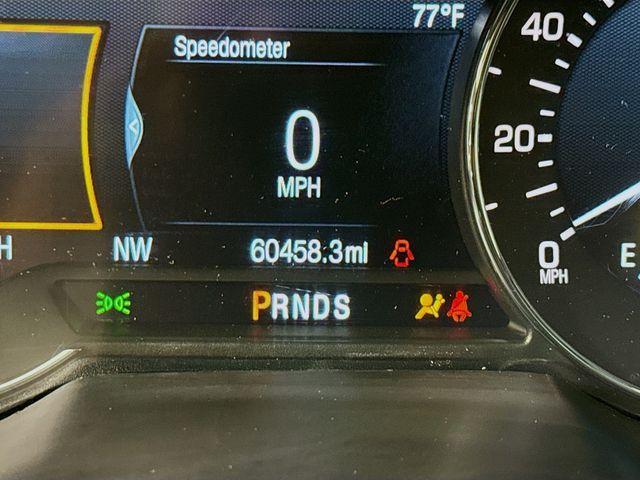 77°F
Speedometer
40
0
MPH
20
NW
60458.3mi
0
MPH
E
H
PRNDS